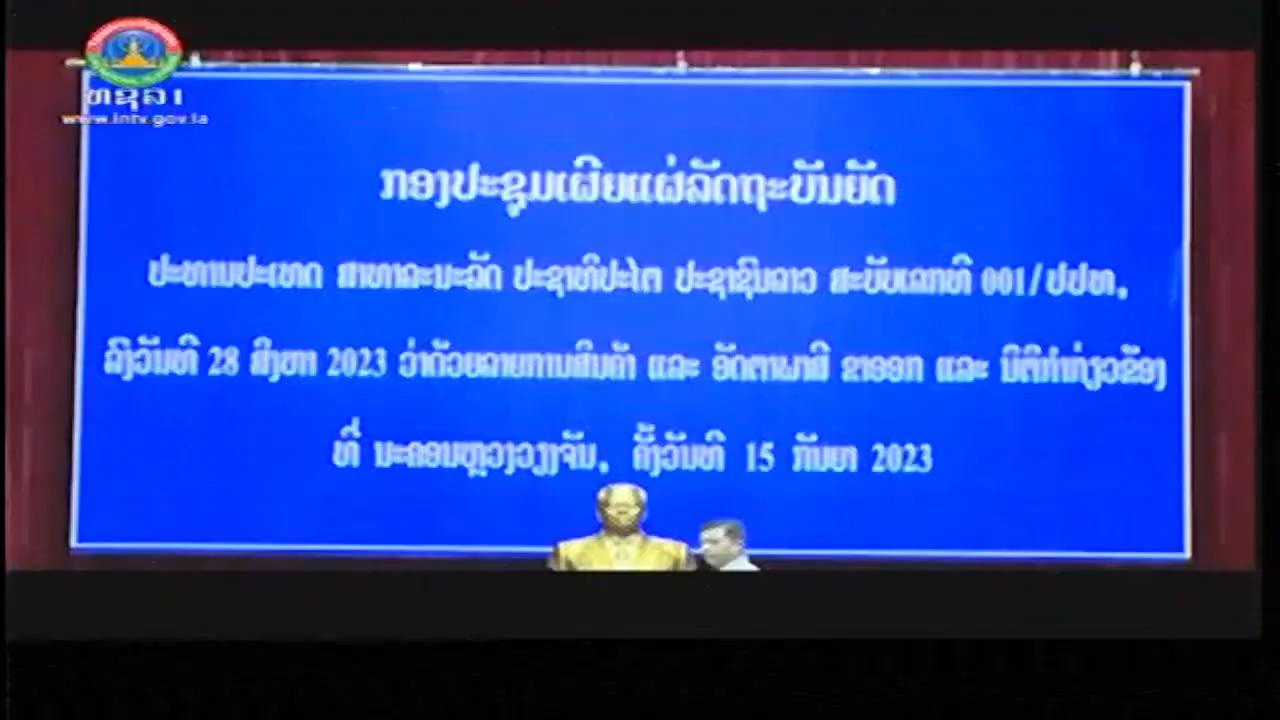 ທຊລ 1
www.lntv.gov.la
ກອງປະຊຸມເຜີຍແຜ່ລັດຖະບັນຍັດ
ປະທານປະເທດ ສາທາລະນະລັດ ປະຊາທິປະໄຕ ປະຊາຊົນລາວ ສະບັບເລກທີ 001/ປປທ,
ລົງວັນທີ 28 ສິງຫາ 2023 ວ່າດ້ວຍລາຍການສິນຄ້າ ແລະ ອັດຕາພາສີ ຂາອອກ ແລະ ນິຕິກຳກ່ຽວຂ້ອງ
ທີ່ ນະຄອນຫຼວງວຽງຈັນ, ຄັ້ງວັນທີ 15 ກັນຍາ 2023